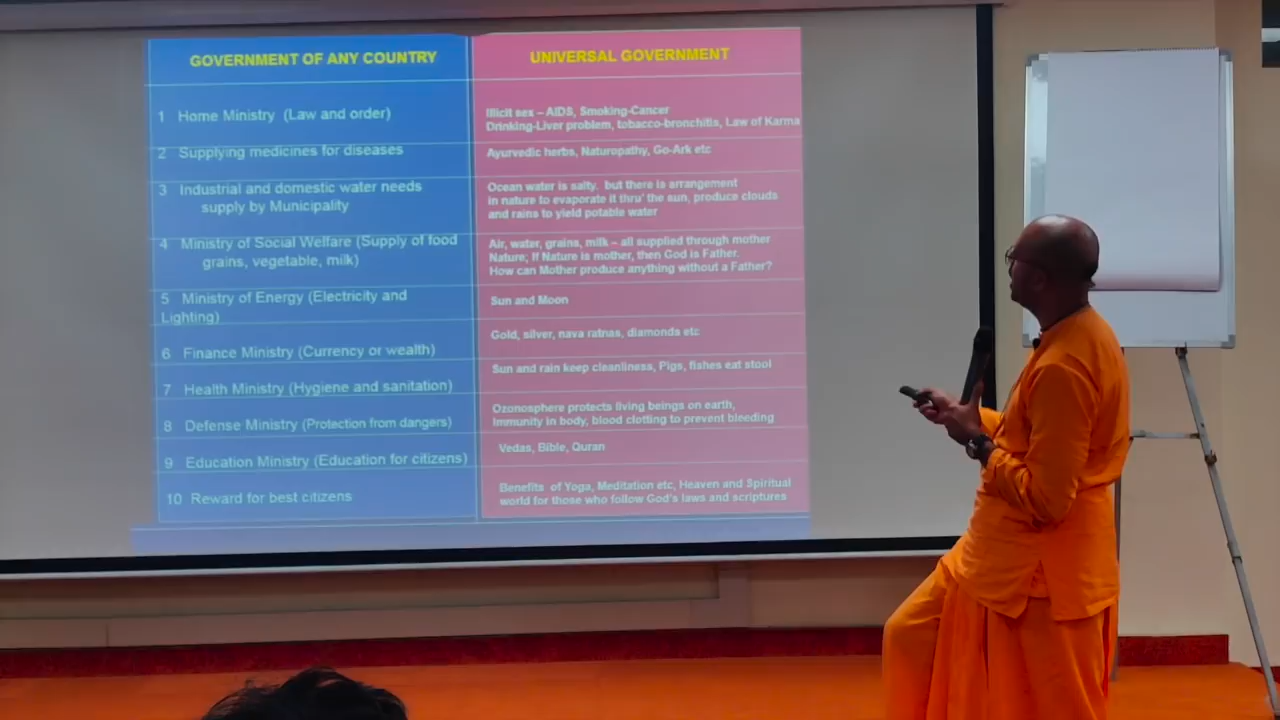 GOVERNMENT OF ANY COUNTRY
UNIVERSAL GOVERNMENT
1 Home Ministry (Law and order)
Illicit sex – AIDS, Smoking-Cancer
Drinking-Liver problem, tobacco-bronchitis, Law of Karma
2 Supplying medicines for diseases
Ayurvedic herbs, Naturopathy, Go-Ark etc
3 Industrial and domestic water needs
supply by Municipality
Ocean water is salty, but there is arrangement
in nature to evaporate it thru' the sun, produce clouds
and rains to yield potable water
4 Ministry of Social Welfare (Supply of food
grains, vegetable, milk)
Air, water, grains, milk – all supplied through mother
Nature; If Nature is mother, then God is Father.
How can Mother produce anything without a Father?
5 Ministry of Energy (Electricity and
Lighting)
Sun and Moon
6 Finance Ministry (Currency or wealth)
Gold, silver, nava ratnas, diamonds etc
7 Health Ministry (Hygiene and sanitation)
Sun and rain keep cleanliness, Pigs, fishes eat stool
8 Defense Ministry (Protection from dangers)
Ozonosphere protects living beings on earth,
Immunity in body, blood clotting to prevent bleeding
9 Education Ministry (Education for citizens)
Vedas, Bible, Quran
10 Reward for best citizens
Benefits of Yoga, Meditation etc, Heaven and Spiritual
world for those who follow God's laws and scriptures